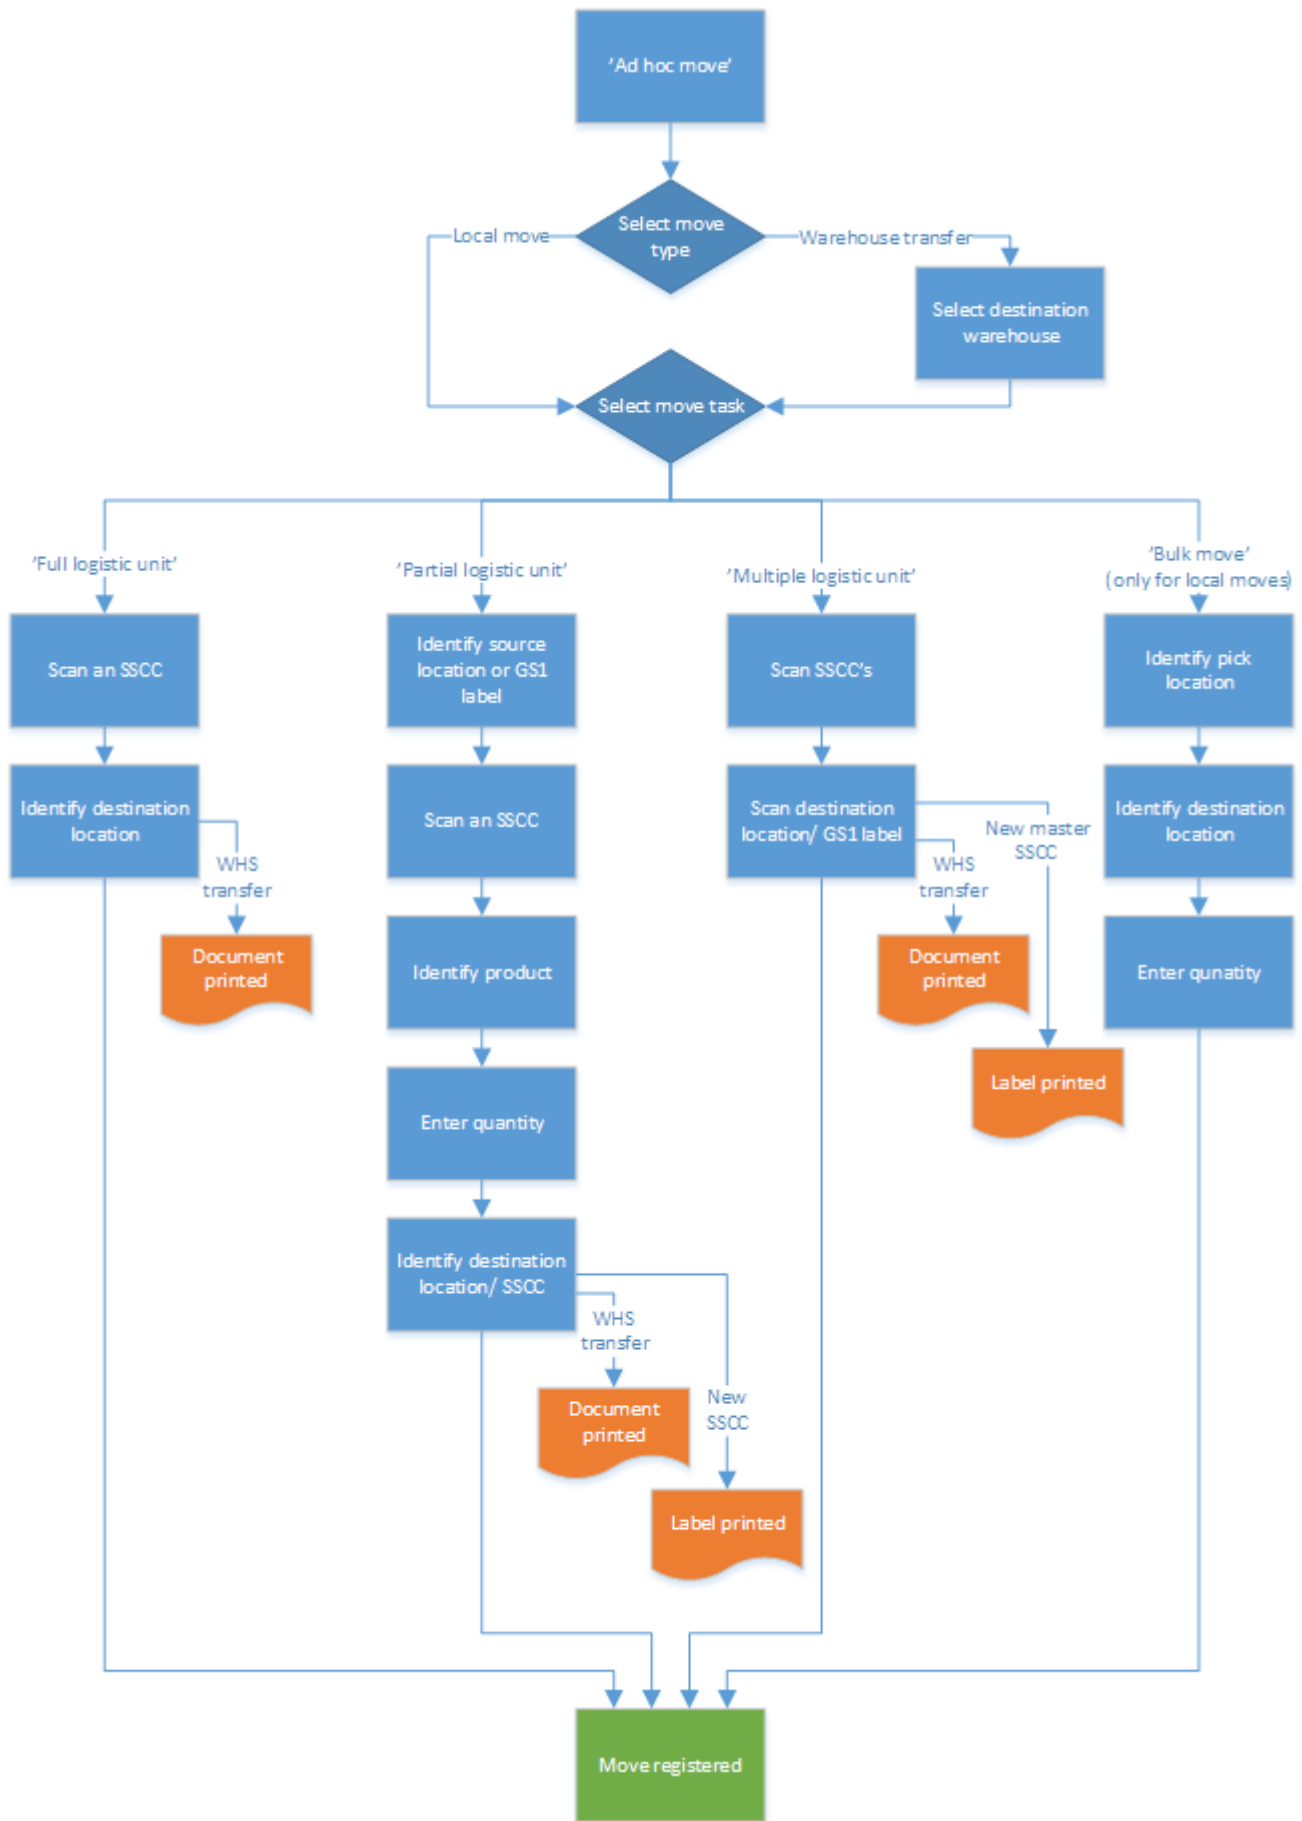 'Ad hoc move'
Select move
type
Local move
Warehouse transfer
Select destination
warehouse
Select move task
'Full logistic unit'
'Partial logistic unit'
'Multiple logistic unit'
'Bulk move'
(only for local moves)
Scan an SSCC
Identify source
location or GS1
label
Scan SSCC's
Identify pick
location
Identify destination
location
Scan an SSCC
Scan destination
location/ GS1 label
Identify destination
location
WHS
transfer
New master
SSCC
WHS
transfer
Document
printed
Identify product
Document
printed
Enter qunatity
Label printed
Enter quantity
Identify destination
location/ SSCC
WHS
transfer
New
SSCC
Document
printed
Label printed
Move registered